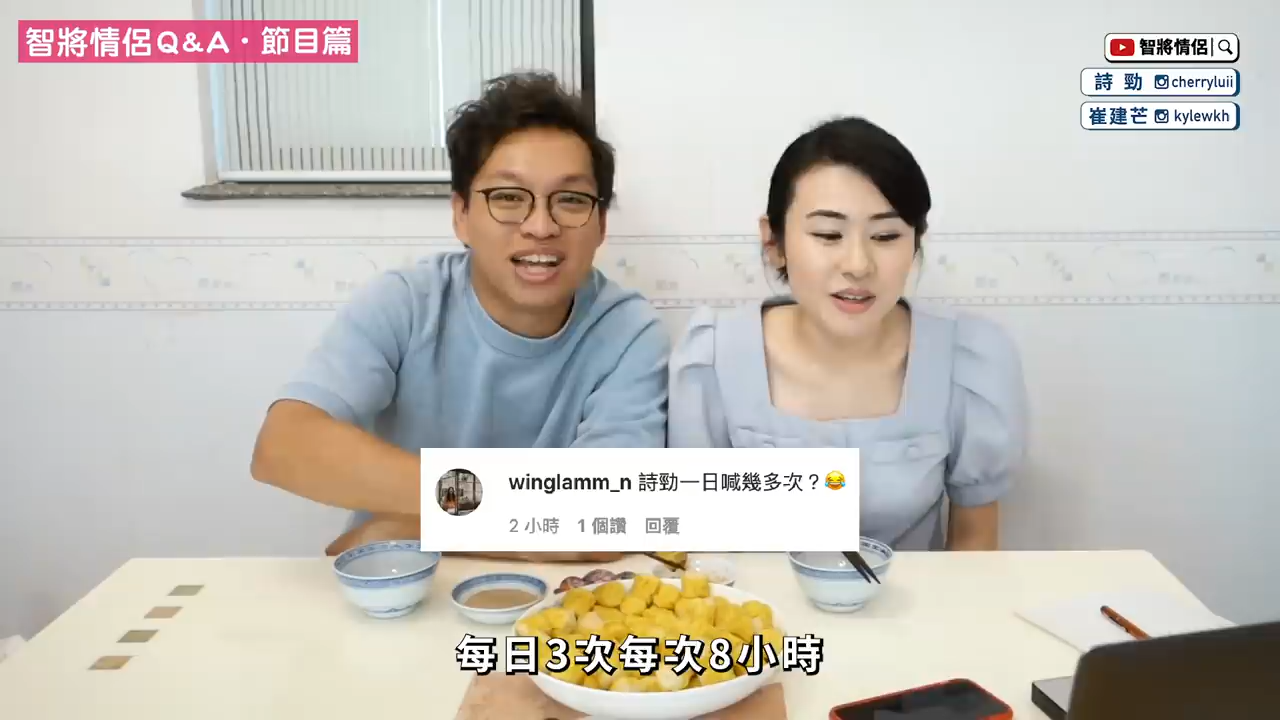 智將情侶Q&A·節目篇
智將情侶
詩勁 cherryluii
崔建芒 kylewkh
winglamm_n 詩勁一日喊幾多次？😂
2 小時 1 個讚 回覆
每日3次每次8小時